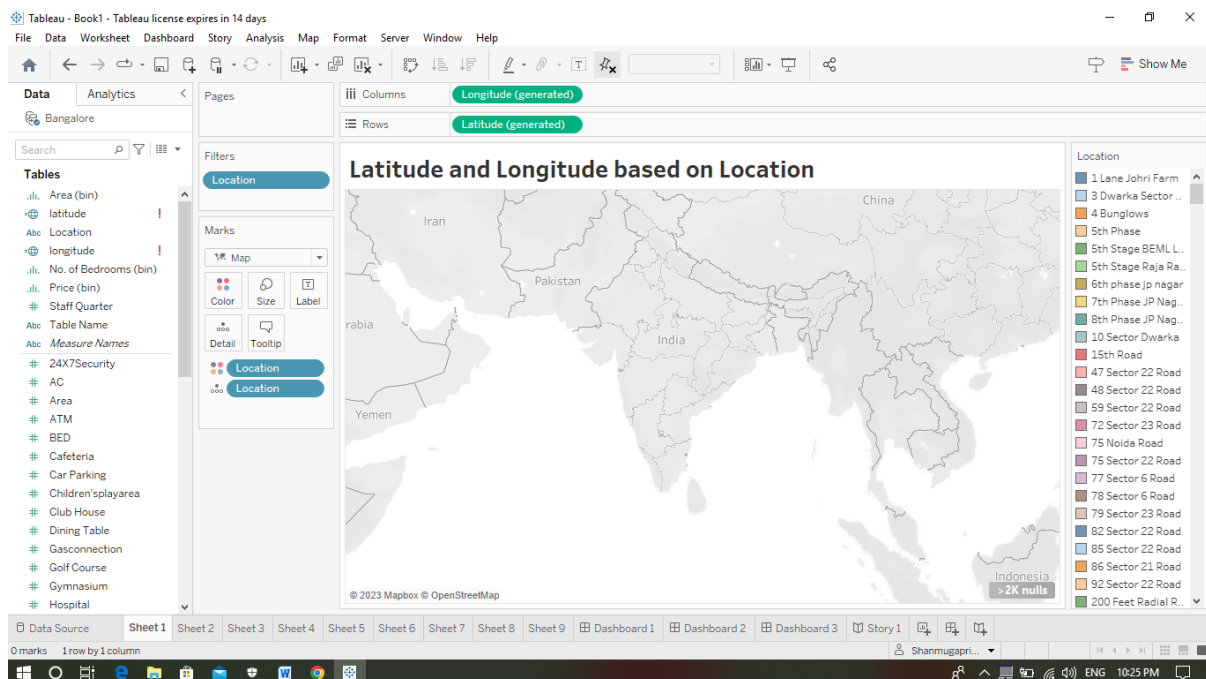 Tableau - Book1 - Tableau license expires in 14 days
File Data Worksheet Dashboard Story Analysis Map Format Server Window Help
Show Me
Data Analytics
Pages
Columns Longitude (generated)
Bangalore
Rows Latitude (generated)
Search
Tables
Area (bin)
latitude !
Abc Location
longitude !
No. of Bedrooms (bin)
Price (bin)
# Staff Quarter
Abc Table Name
Abc Measure Names
# 24X7Security
# AC
# Area
# ATM
# BED
# Cafeteria
# Car Parking
# Children'splayarea
# Club House
# Dining Table
# Gasconnection
# Golf Course
# Gymnasium
# Hospital
Filters
Location
Marks
Map
Color Size Label
Detail Tooltip
Location
Location
Latitude and Longitude based on Location
China
Iran
Pakistan
rabia
India
Yemen
Indonesia
>2K nulls
© 2023 Mapbox © OpenStreetMap
Location
1 Lane Johri Farm
3 Dwarka Sector ..
4 Bunglows
5th Phase
5th Stage BEML L..
5th Stage Raja Ra..
6th phase jp nagar
7th Phase JP Nag..
8th Phase JP Nag..
10 Sector Dwarka
15th Road
47 Sector 22 Road
48 Sector 22 Road
59 Sector 22 Road
72 Sector 23 Road
75 Noida Road
75 Sector 22 Road
77 Sector 6 Road
78 Sector 6 Road
79 Sector 23 Road
82 Sector 22 Road
85 Sector 22 Road
86 Sector 21 Road
92 Sector 22 Road
200 Feet Radial R..
Data Source Sheet 1 Sheet 2 Sheet 3 Sheet 4 Sheet 5 Sheet 6 Sheet 7 Sheet 8 Sheet 9 Dashboard 1 Dashboard 2 Dashboard 3 Story 1
0 marks 1 row by 1 column Shanmugapri...
ENG 10:25 PM